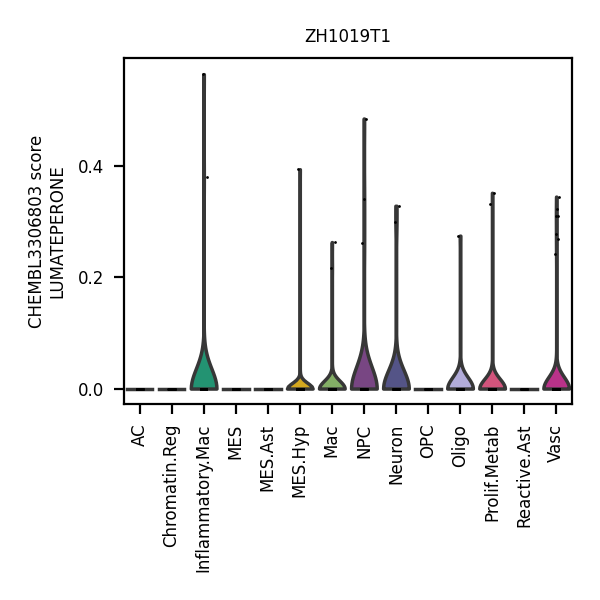 ZH1019T1
CHEMBL3306803 score
LUMATEPERONE
0.4
0.2
0.0
AC
Chromatin.Reg
Inflammatory.Mac
MES
MES.Ast
MES.Hyp
Mac
NPC
Neuron
OPC
Oligo
Prolif.Metab
Reactive.Ast
Vasc